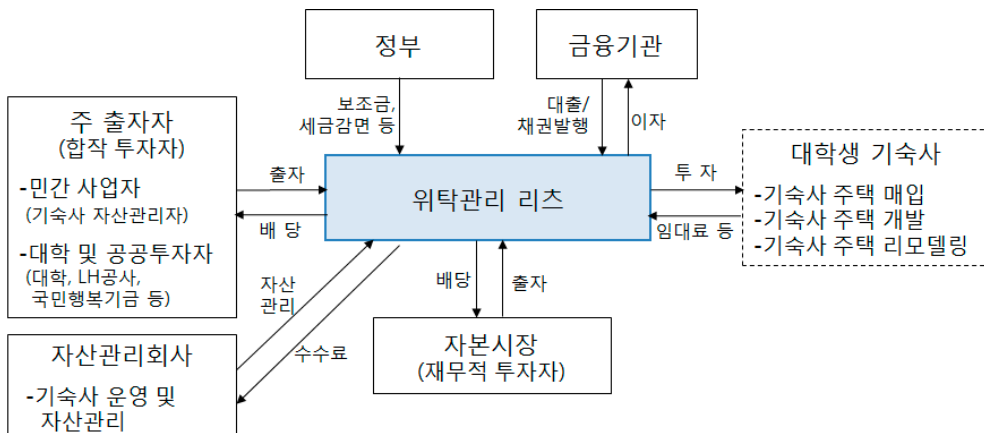 정부
금융기관
보조금,
세금감면 등
대출/
채권발행
이자
주 출자자
(합작 투자자)
-민간 사업자
(기숙사 자산관리자)
-대학 및 공공투자자
(대학, LH공사,
국민행복기금 등)
출자
배 당
위탁관리 리츠
투 자
임대료 등
대학생 기숙사
-기숙사 주택 매입
-기숙사 주택 개발
-기숙사 주택 리모델링
자산
관리
수수료
배당
출자
자본시장
(재무적 투자자)
자산관리회사
-기숙사 운영 및
자산관리